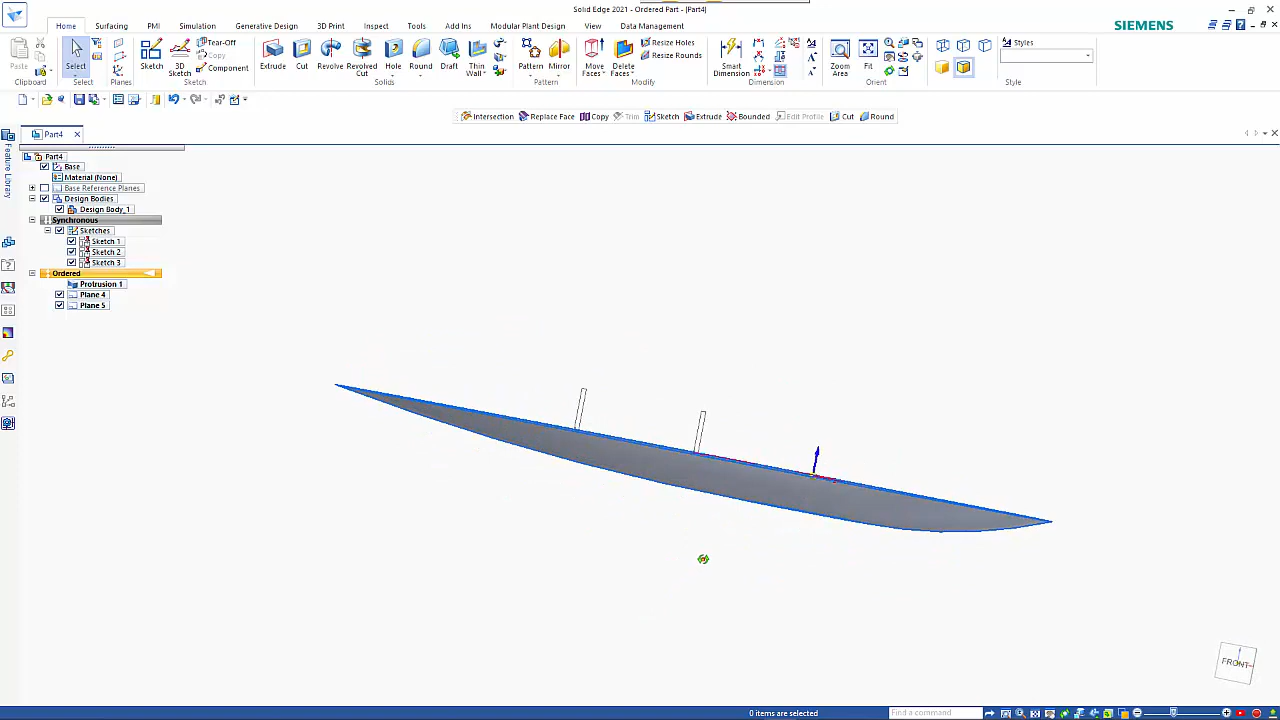 Solid Edge 2021 - Ordered Part - [Part4]
Home Surfacing PMI Simulation Generative Design 3D Print Inspect Tools Add Ins Modular Plant Design View Data Management
SIEMENS
Paste
Clipboard
Select
Select
Planes
Sketch
3D Sketch
Tear-Off
Copy
Component
Sketch
Extrude
Cut
Revolve
Revolved Cut
Hole
Round
Draft
Thin Wall
Solids
Pattern
Mirror
Pattern
Move Faces
Delete Faces
Resize Holes
Resize Rounds
Modify
Smart Dimension
Dimension
Zoom Area
Fit
Orient
Styles
Style
Intersection Replace Face Copy Trim Sketch Extrude Bounded Edit Profile Cut Round
Part4
Feature Library
Part4
Base
Material (None)
Base Reference Planes
Design Bodies
Design Body_1
Synchronous
Sketches
Sketch 1
Sketch 2
Sketch 3
Ordered
Protrusion 1
Plane 4
Plane 5
FRONT
0 items are selected
Find a command